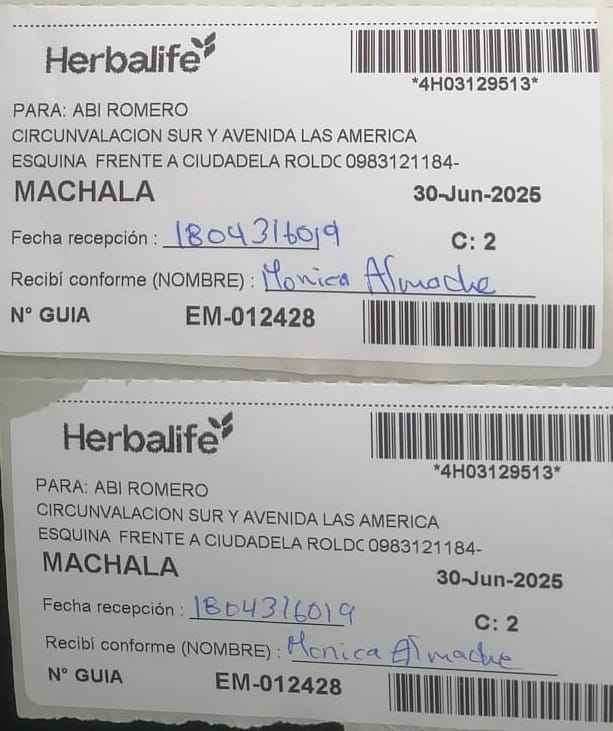 Herbalife
*4H03129513*
PARA: ABI ROMERO
CIRCUNVALACION SUR Y AVENIDA LAS AMERICA
ESQUINA FRENTE A CIUDADELA ROLDC 0983121184-
MACHALA 30-Jun-2025
Fecha recepción : 1804316019 C: 2
Recibí conforme (NOMBRE) : Monica Almache
N° GUIA EM-012428
Herbalife
*4H03129513*
PARA: ABI ROMERO
CIRCUNVALACION SUR Y AVENIDA LAS AMERICA
ESQUINA FRENTE A CIUDADELA ROLDC 0983121184-
MACHALA 30-Jun-2025
Fecha recepción : 1804316019 C: 2
Recibí conforme (NOMBRE) : Monica Almache
N° GUIA EM-012428